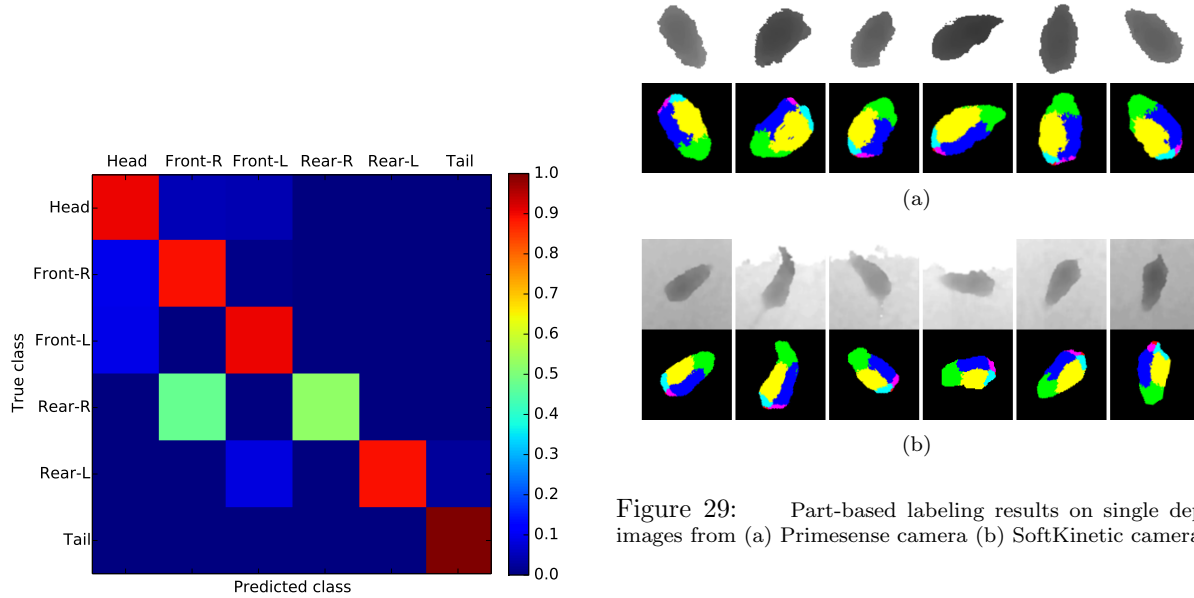 Head Front-R Front-L Rear-R Rear-L Tail
Head
Front-R
Front-L
Rear-R
Rear-L
Tail
True class
Predicted class
1.0
0.9
0.8
0.7
0.6
0.5
0.4
0.3
0.2
0.1
0.0
(a)
(b)
Figure 29: Part-based labeling results on single
images from (a) Primesense camera (b) SoftKinetic camera